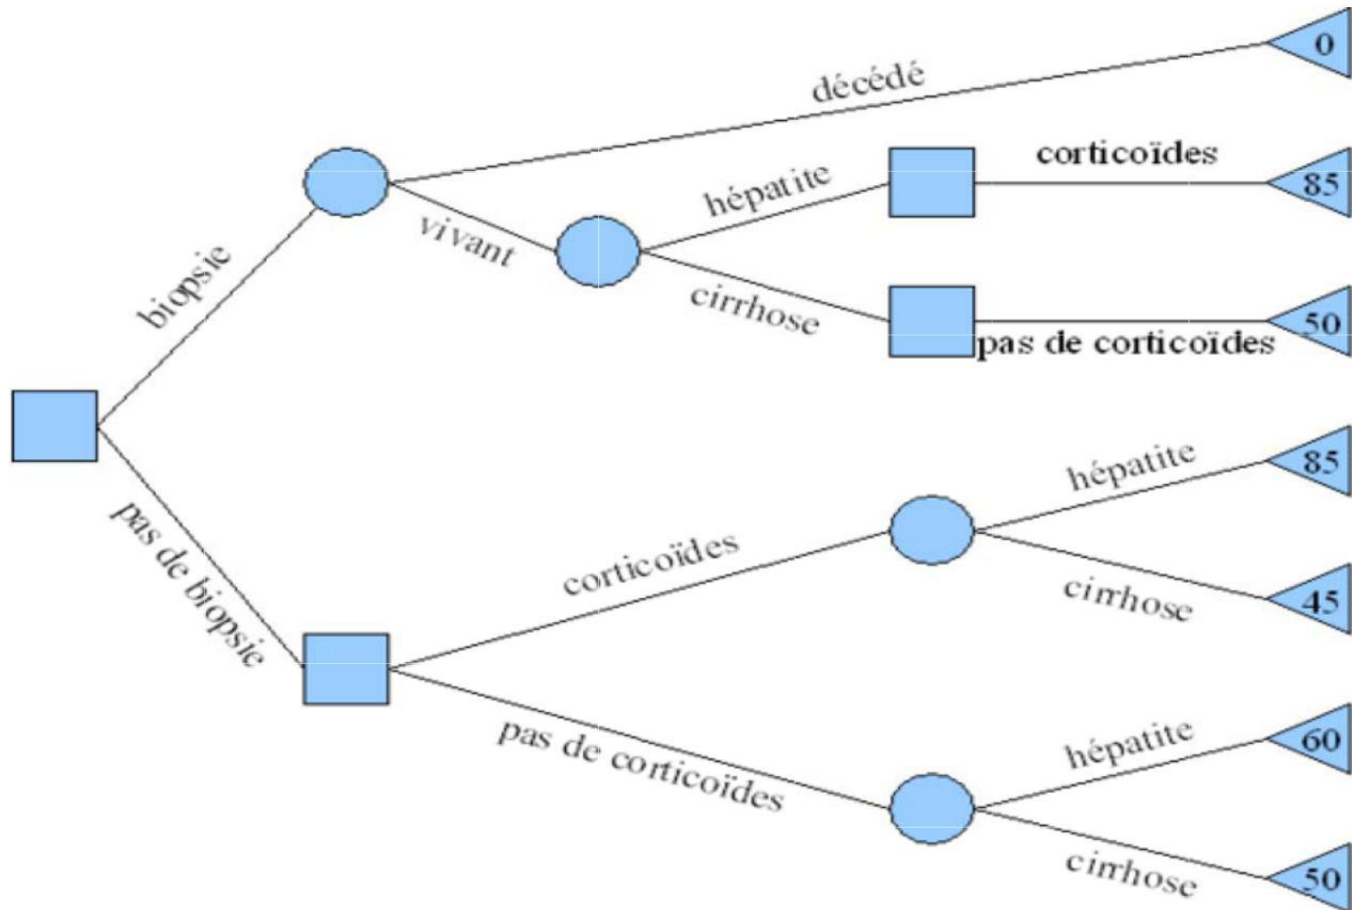 décédé
0
corticoïdes
85
hépatite
vivant
biopsie
cirrhose
50
pas de corticoïdes
hépatite
85
pas de biopsie
corticoïdes
cirrhose
45
pas de corticoïdes
hépatite
60
cirrhose
50